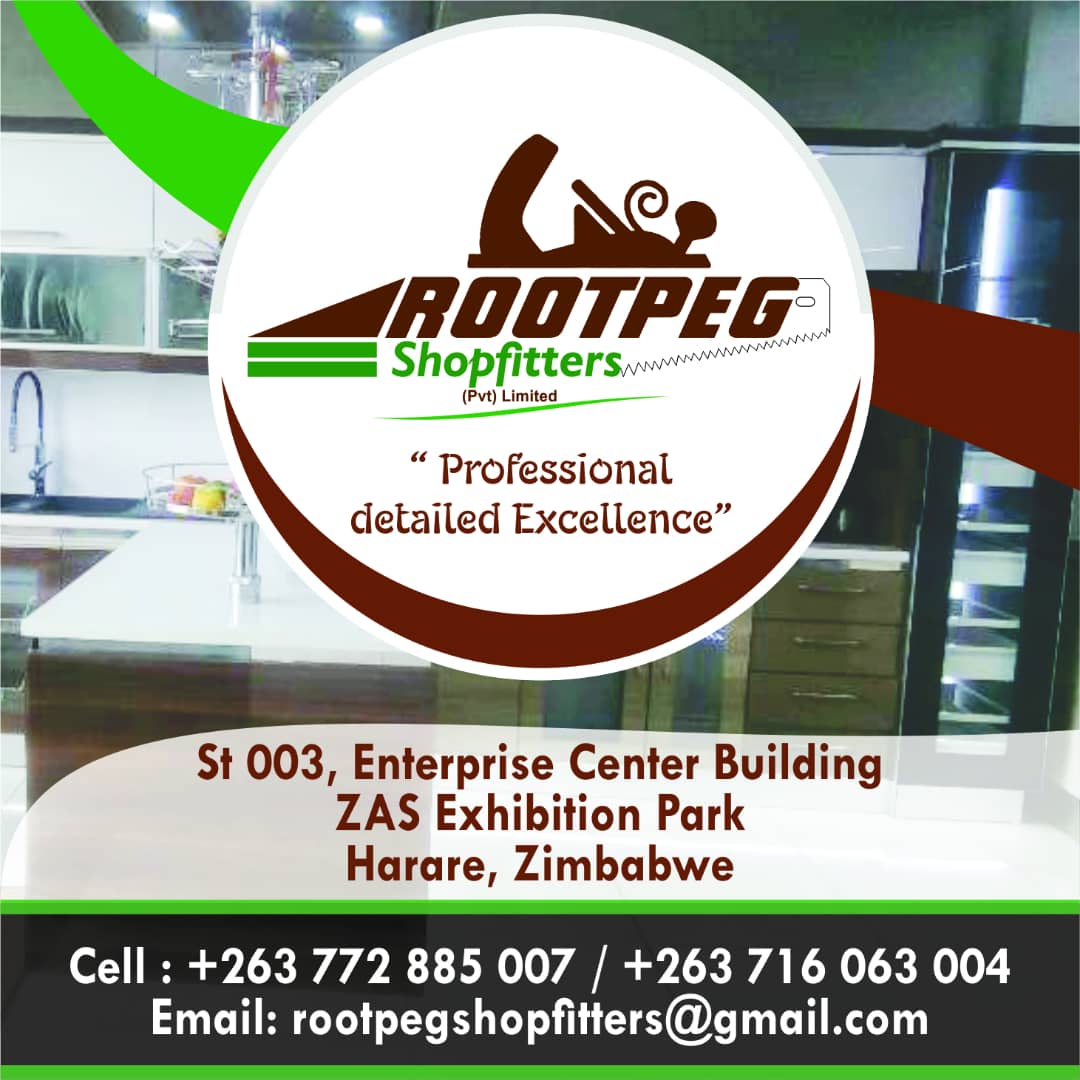 ROOTPEG
Shopfitters
(Pvt) Limited
“ Professional
detailed Excellence”
St 003, Enterprise Center Building
ZAS Exhibition Park
Harare, Zimbabwe
Cell : +263 772 885 007 / +263 716 063 004
Email: rootpegshopfitters@gmail.com